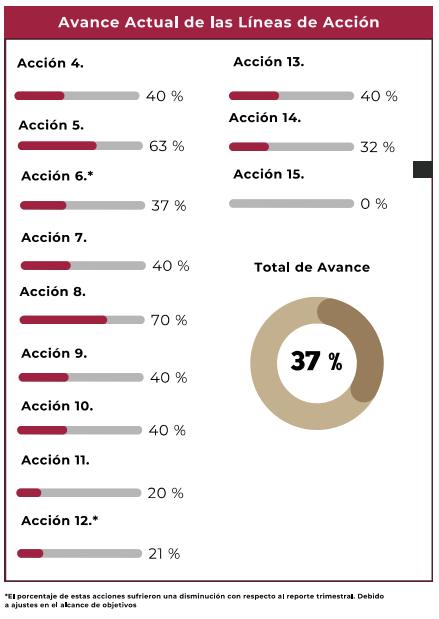 Avance Actual de las Líneas de Acción
Acción 4.
40 %
Acción 5.
63 %
Acción 6.*
37 %
Acción 7.
40 %
Acción 8.
70 %
Acción 9.
40 %
Acción 10.
40 %
Acción 11.
20 %
Acción 12.*
21 %
Acción 13.
40 %
Acción 14.
32 %
Acción 15.
0 %
Total de Avance
37 %
*El porcentaje de estas acciones sufrieron una disminución con respecto al reporte trimestral. Debido
a ajustes en el alcance de objetivos